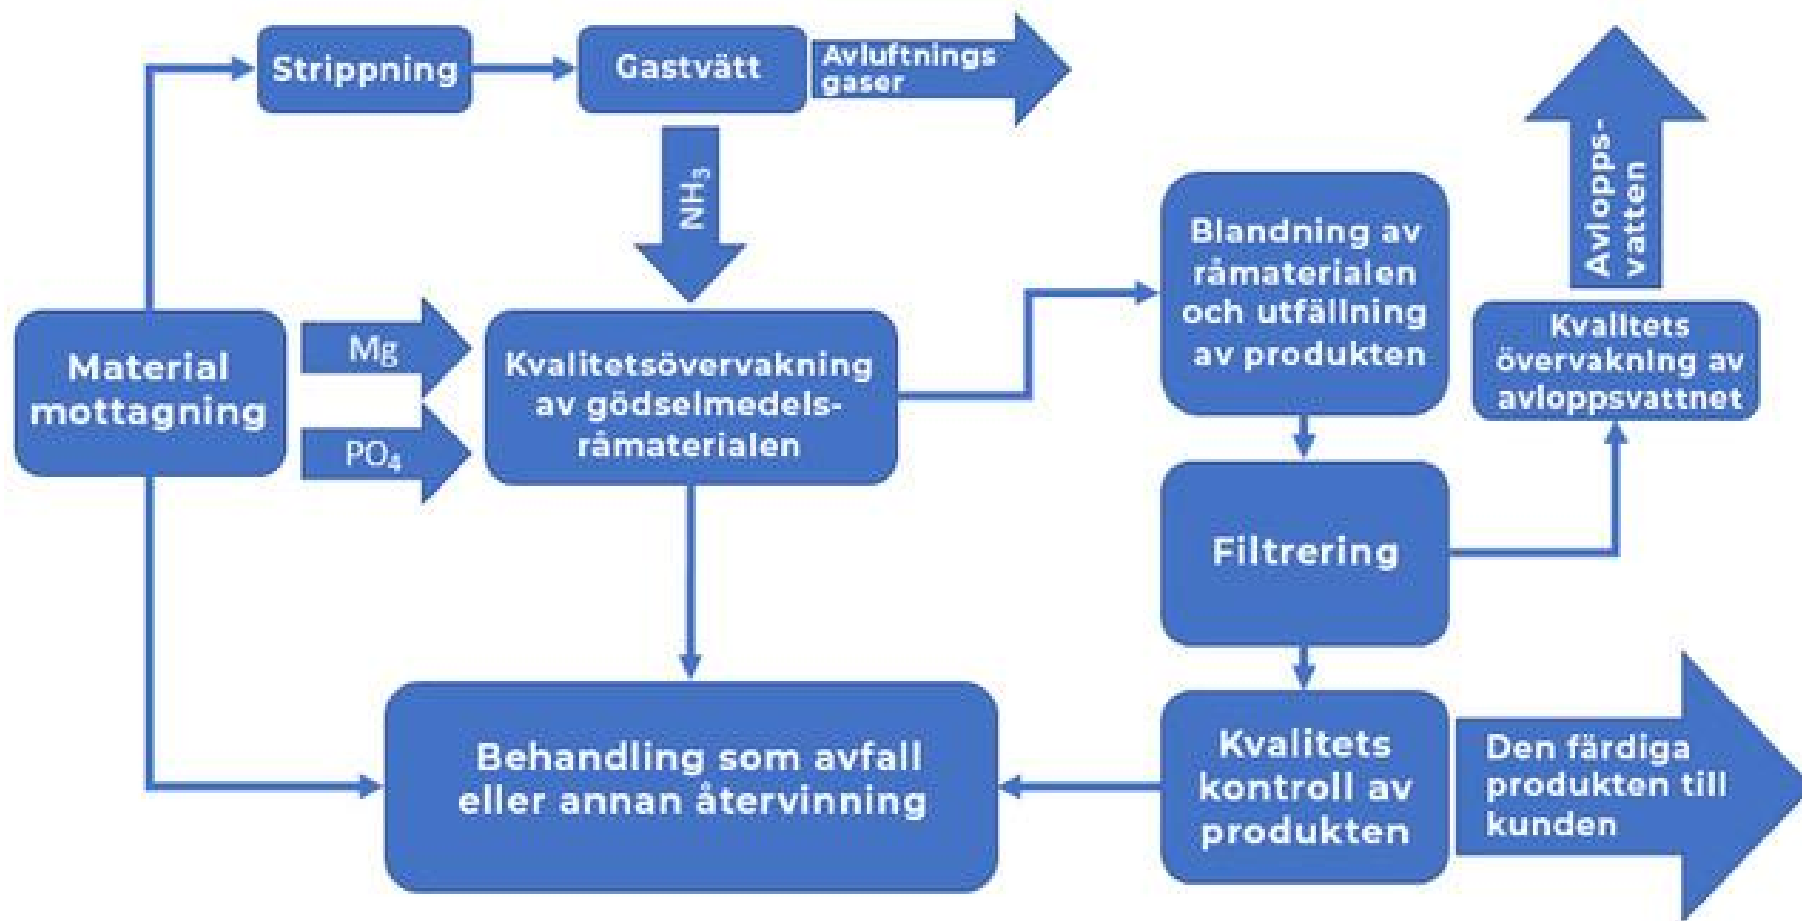 Strippning
Gastvätt
Avluftnings
gaser
NH₃
Material
mottagning
Mg
PO₄
Kvalitetsövervakning
av gödselmedels-
råmaterialen
Blandning av
råmaterialen
och utfällning
av produkten
Avlopps-
vatten
Kvalitets
övervakning av
avloppsvattnet
Filtrering
Behandling som avfall
eller annan återvinning
Kvalitets
kontroll av
produkten
Den färdiga
produkten till
kunden